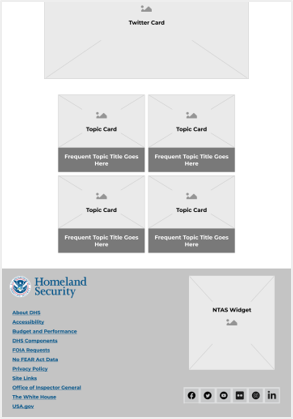 Twitter Card
Topic Card
Topic Card
Frequent Topic Title Goes
Here
Frequent Topic Title Goes
Here
Topic Card
Topic Card
Frequent Topic Title Goes
Here
Frequent Topic Title Goes
Here
Homeland
Security
About DHS
Accessibility
Budget and Performance
DHS Components
FOIA Requests
No FEAR Act Data
Privacy Policy
Site Links
Office of Inspector General
The White House
USA.gov
NTAS Widget